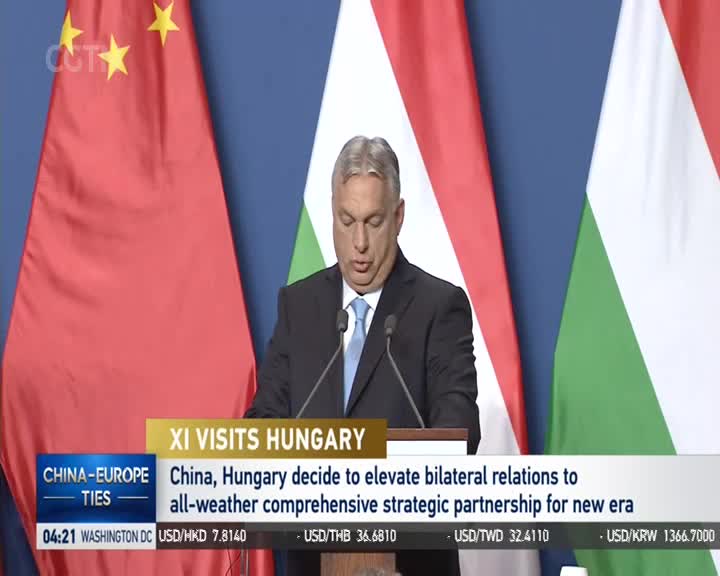 CGTN
XI VISITS HUNGARY
CHINA-EUROPE
TIES
China, Hungary decide to elevate bilateral relations to
all-weather comprehensive strategic partnership for new era
04:21 WASHINGTON DC USD/HKD 7.8140 · USD/THB 36.6810 · USD/TWD 32.4110 · USD/KRW 1366.7000